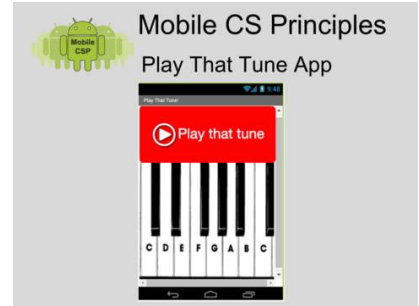 Mobile CS Principles
Mobile
CSP
Play That Tune App
9:48
Play That Tune!
Play that tune
C D E F G A B C